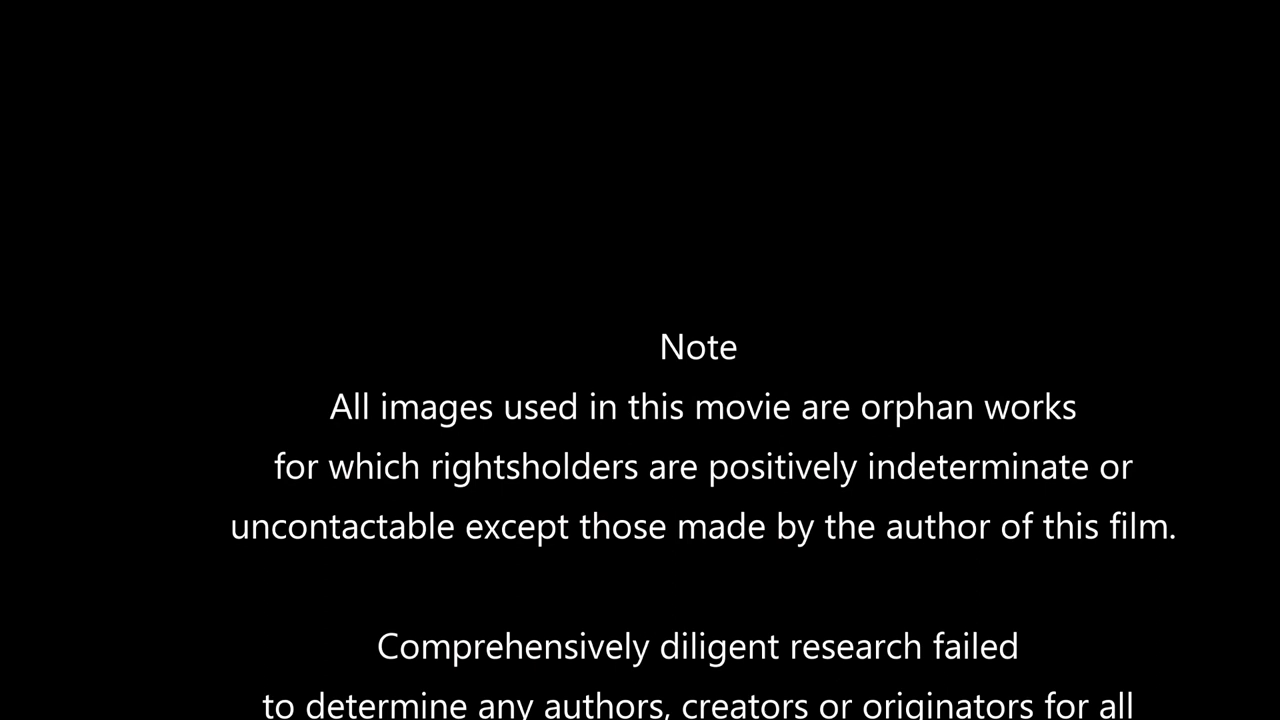 Note
All images used in this movie are orphan works
for which rightsholders are positively indeterminate or
uncontactable except those made by the author of this film.
Comprehensively diligent research failed
to determine any authors, creators or originators for all